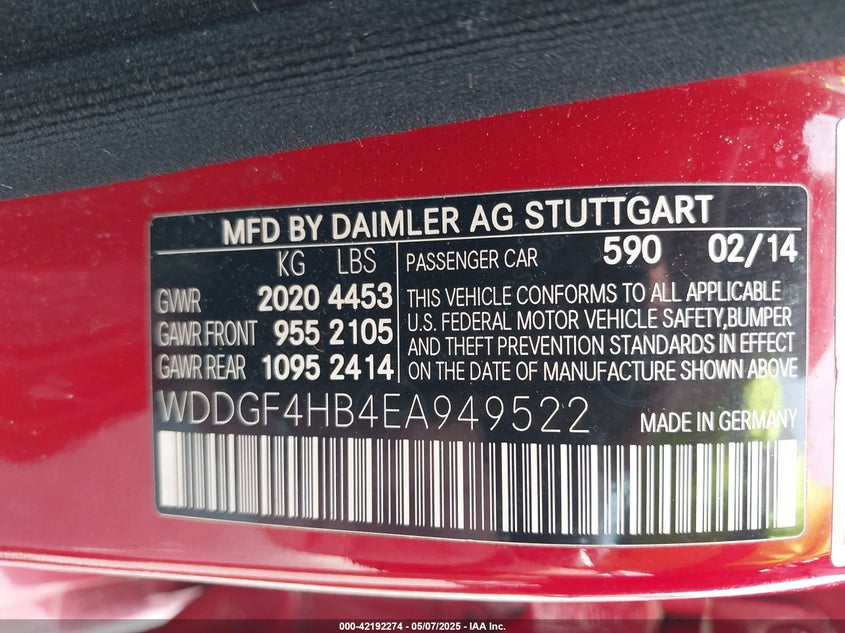 MFD BY DAIMLER AG STUTTGART
KG LBS
GVWR 2020 4453
GAWR FRONT 955 2105
GAWR REAR 1095 2414
PASSENGER CAR 590 02/14
THIS VEHICLE CONFORMS TO ALL APPLICABLE
U.S. FEDERAL MOTOR VEHICLE SAFETY,BUMPER
AND THEFT PREVENTION STANDARDS IN EFFECT
ON THE DATE OF MANUFACTURE SHOWN ABOVE
WDDGF4HB4EA949522
MADE IN GERMANY
000-42192274 - 05/07/2025 - IAA Inc.